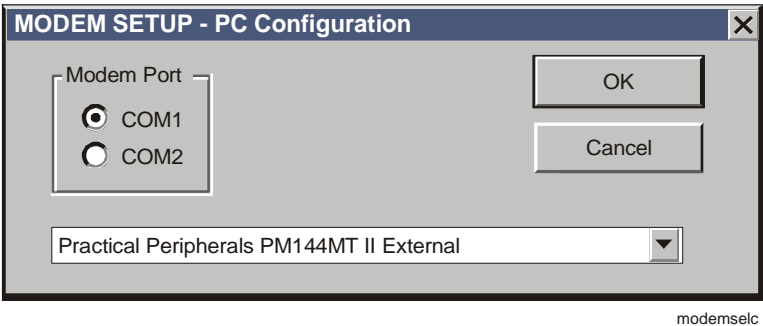 MODEM SETUP - PC Configuration
Modem Port
COM1
COM2
OK
Cancel
Practical Peripherals PM144MT II External
modemselc